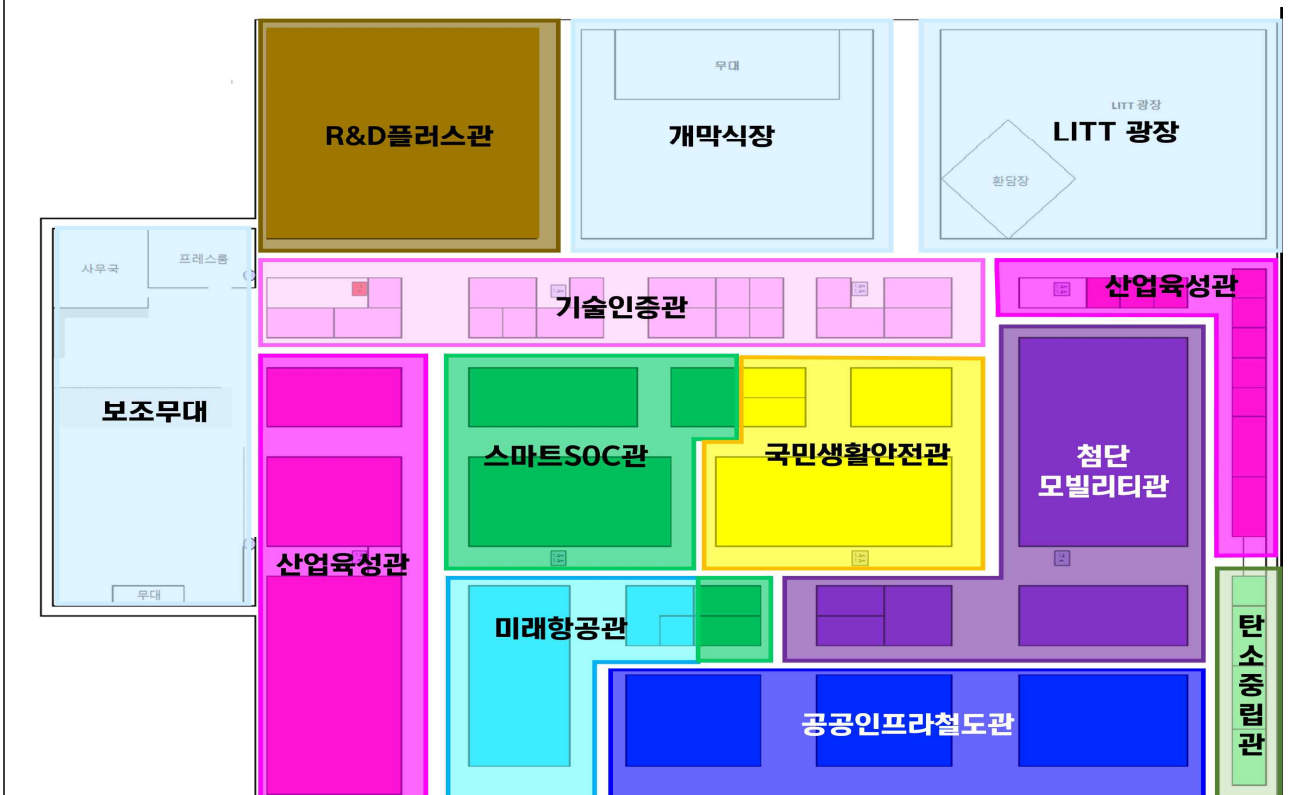 무대
R&D플러스관
개막식장
LITT 광장
LITT 광장
환담장
사무국
프레스룸
산업육성관
기술인증관
보조무대
스마트SOC관
국민생활안전관
첨단
모빌리티관
산업육성관
무대
미래항공관
탄소중립관
공공인프라철도관